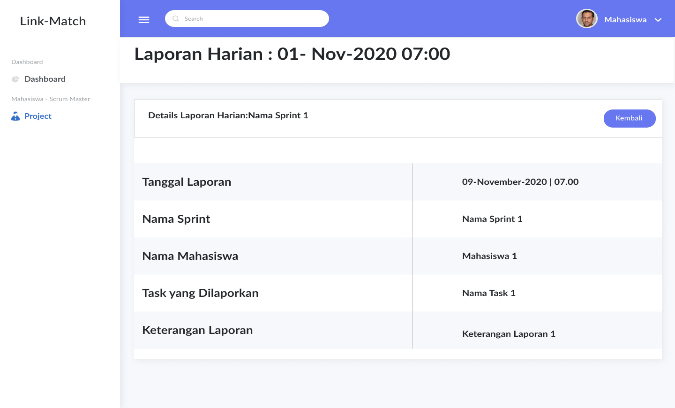 Link-Match
Search
Mahasiswa
Laporan Harian : 01- Nov-2020 07:00
Dashboard
Dashboard
Mahasiswa - Scrum Master
Project
Details Laporan Harian:Nama Sprint 1
Kembali
Tanggal Laporan
09-November-2020 | 07.00
Nama Sprint
Nama Sprint 1
Nama Mahasiswa
Mahasiswa 1
Task yang Dilaporkan
Nama Task 1
Keterangan Laporan
Keterangan Laporan 1